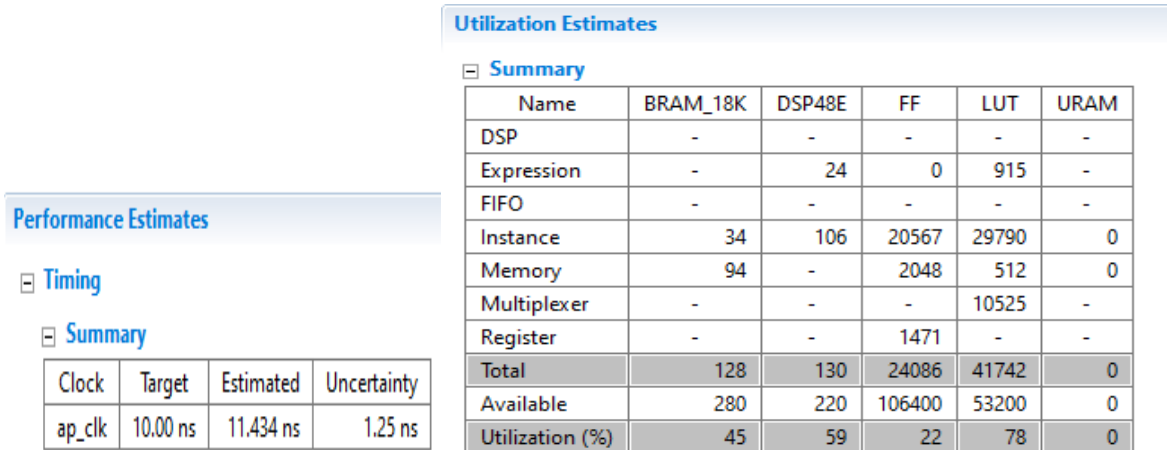 Performance Estimates
Timing
Summary
Clock Target Estimated Uncertainty
ap_clk 10.00 ns 11.434 ns 1.25 ns
Utilization Estimates
Summary
Name BRAM_18K DSP48E FF LUT URAM
DSP - - - - -
Expression - 24 0 915 -
FIFO - - - - -
Instance 34 106 20567 29790 0
Memory 94 - 2048 512 0
Multiplexer - - - 10525 -
Register - - 1471 - -
Total 128 130 24086 41742 0
Available 280 220 106400 53200 0
Utilization (%) 45 59 22 78 0